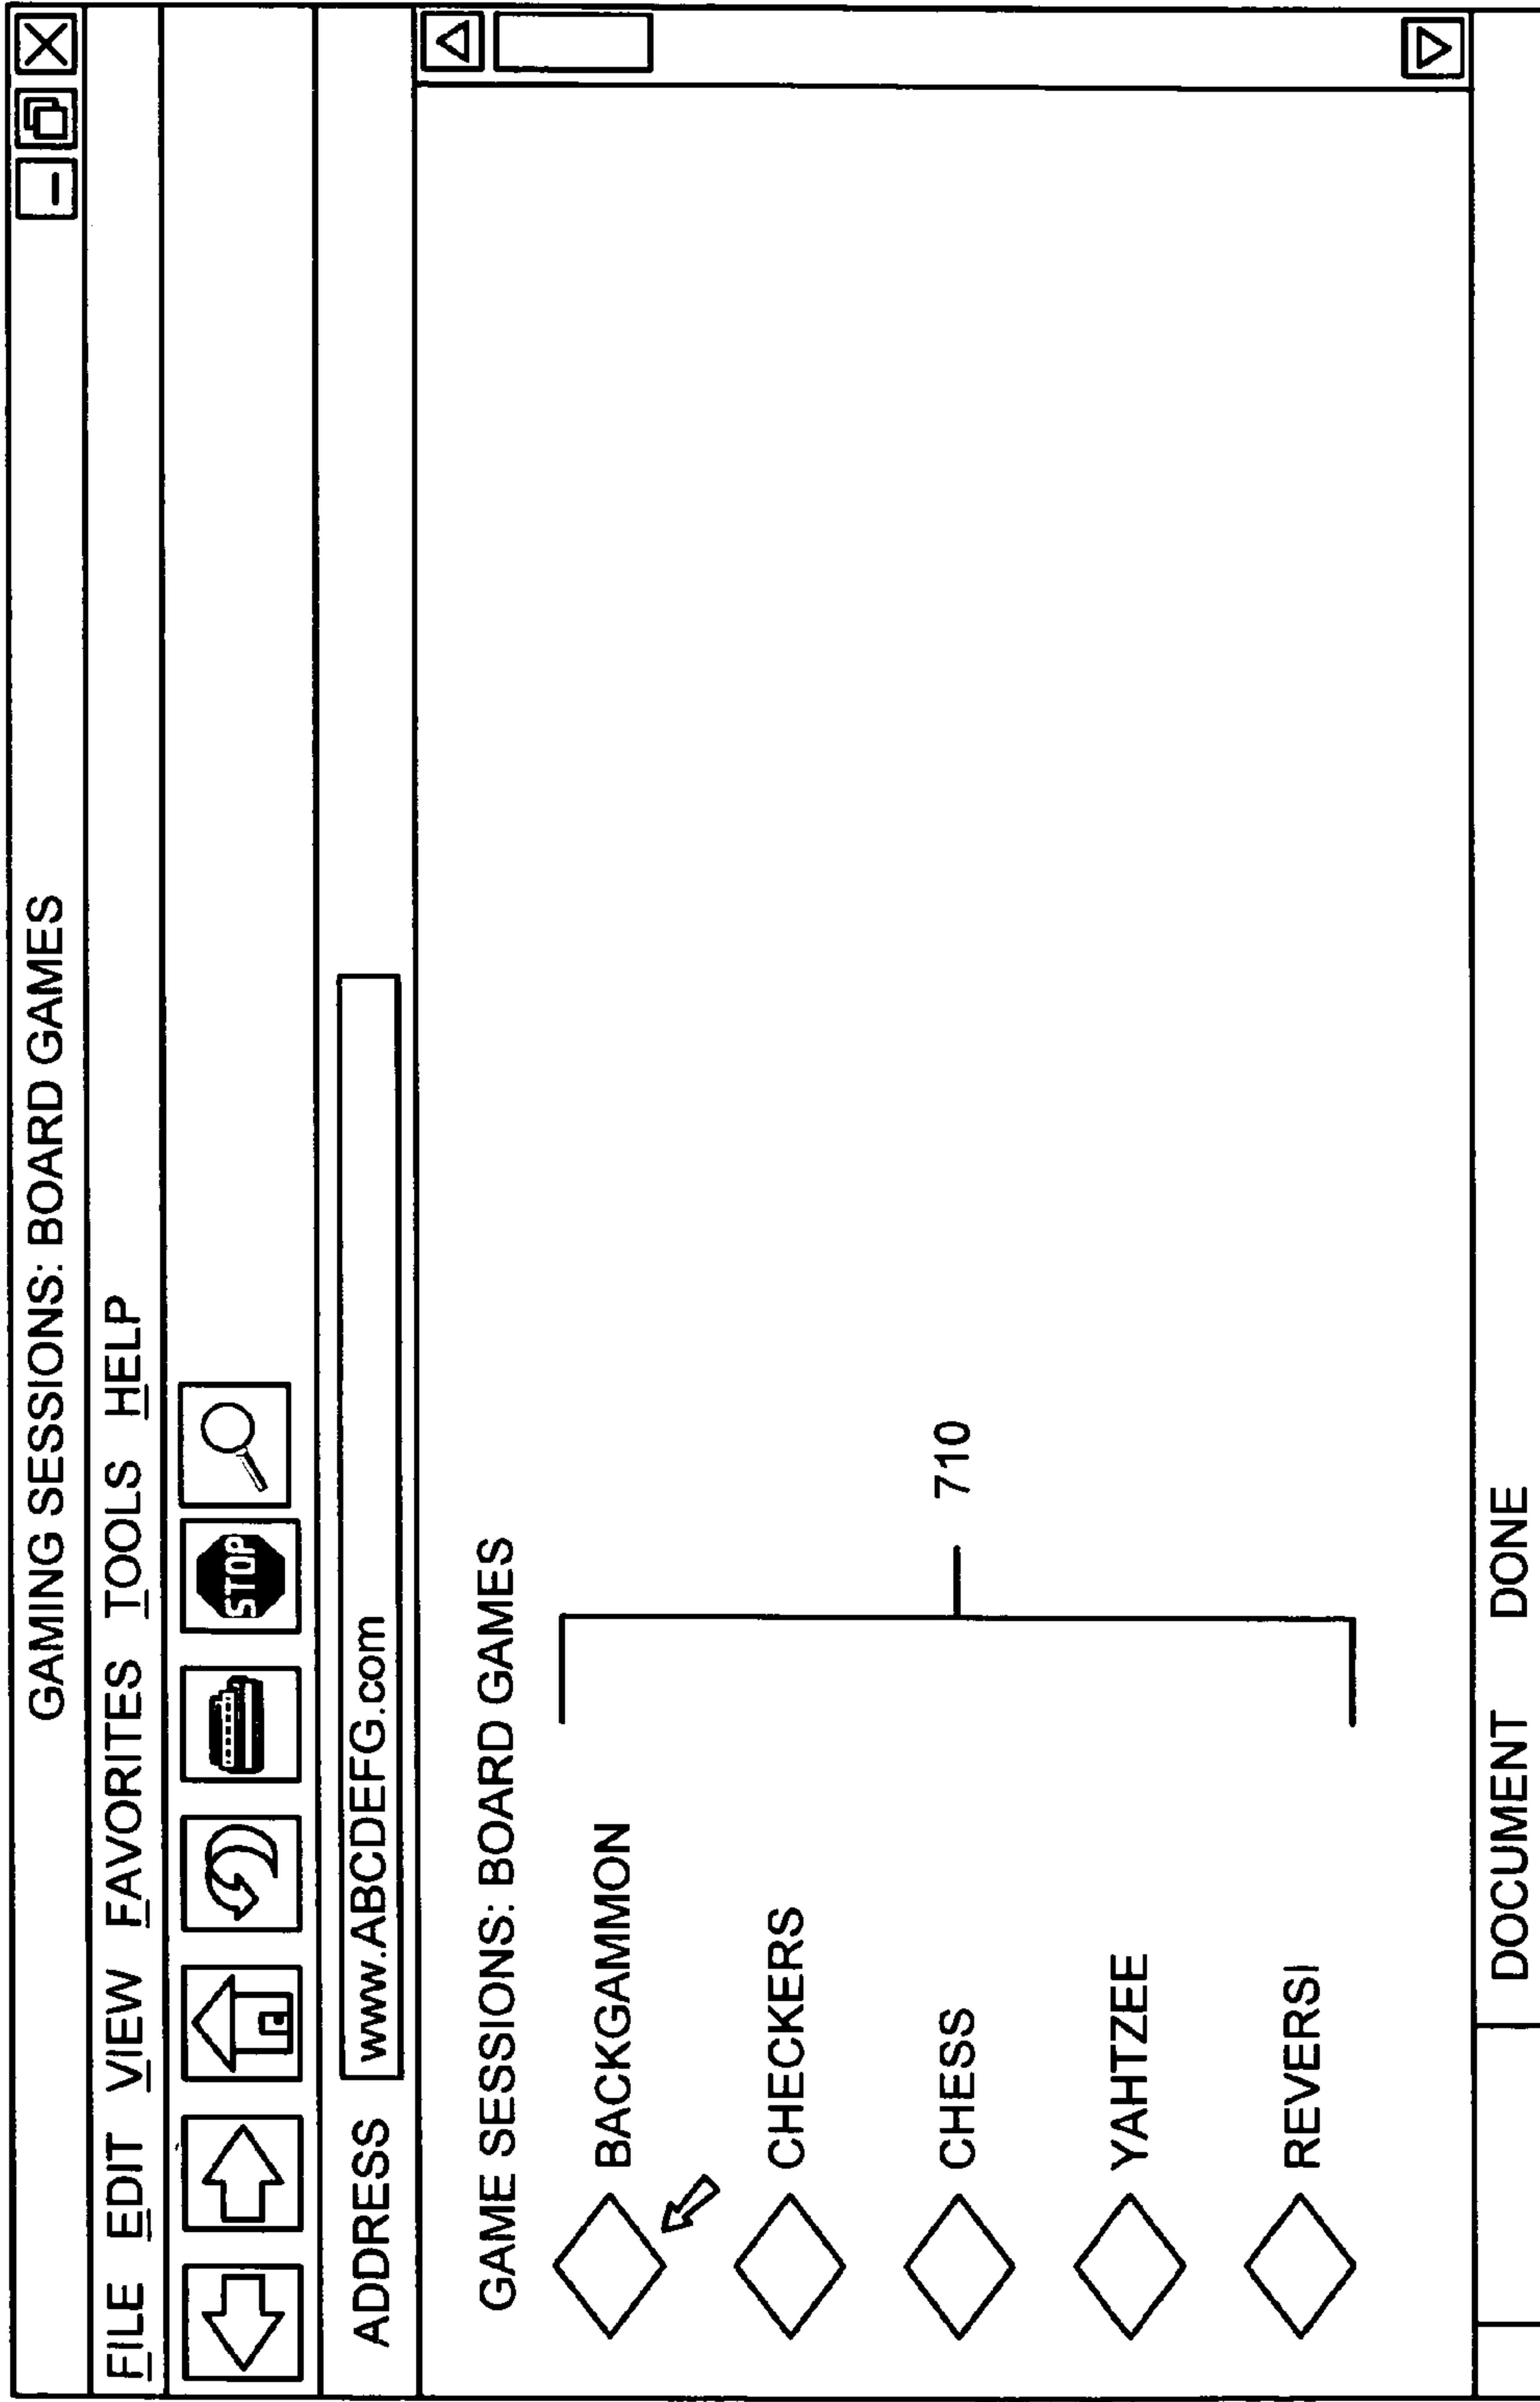 GAMING SESSIONS: BOARD GAMES
FILE EDIT VIEW FAVORITES TOOLS HELP
STOP
ADDRESS www.ABCDEFG.com
GAME SESSIONS: BOARD GAMES
BACKGAMMON
CHECKERS
CHESS
710
YAHTZEE
REVERSI
DOCUMENT DONE